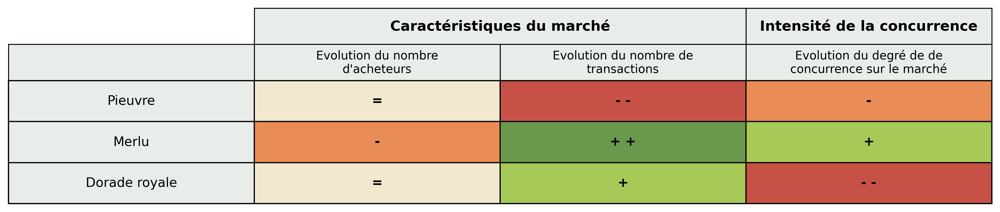 Caractéristiques du marché
Intensité de la concurrence
Evolution du nombre
d'acheteurs
Evolution du nombre de
transactions
Evolution du degré de de
concurrence sur le marché
Pieuvre
=
- -
-
Merlu
-
+ +
+
Dorade royale
=
+
- -